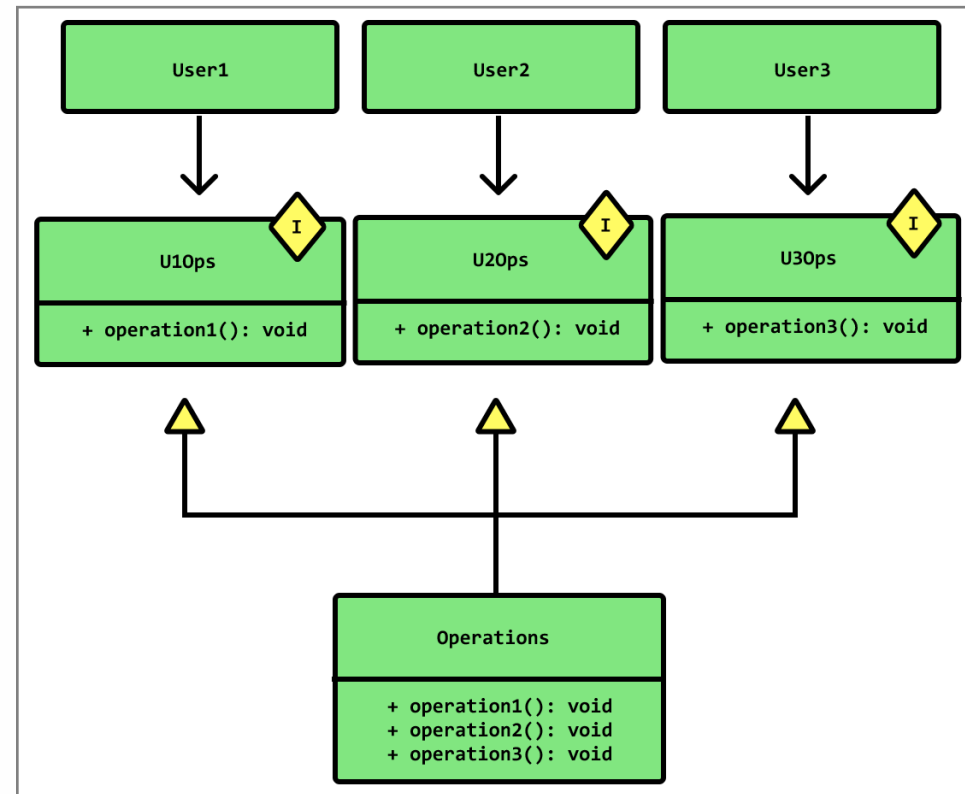 User1
User2
User3
I
I
I
U1Ops
U2Ops
U3Ops
+ operation1(): void
+ operation2(): void
+ operation3(): void
Operations
+ operation1(): void
+ operation2(): void
+ operation3(): void